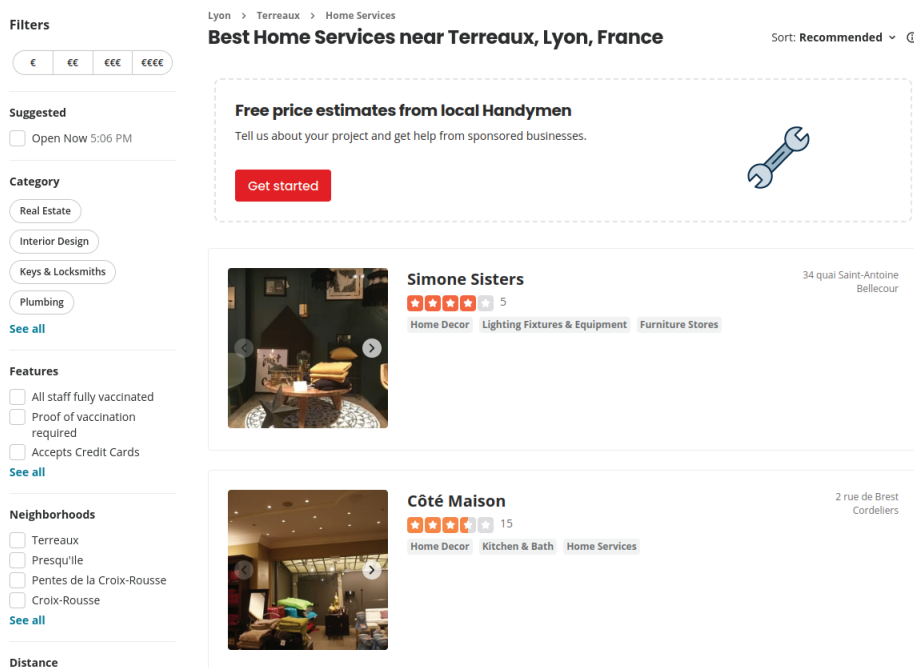 Filters
€ €€ €€€ €€€€
Suggested
Open Now 5:06 PM
Category
Real Estate
Interior Design
Keys & Locksmiths
Plumbing
See all
Features
All staff fully vaccinated
Proof of vaccination
required
Accepts Credit Cards
See all
Neighborhoods
Terreaux
Presqu'Ile
Pentes de la Croix-Rousse
Croix-Rousse
See all
Distance
Lyon > Terreaux > Home Services
Best Home Services near Terreaux, Lyon, France
Sort: Recommended
Free price estimates from local Handymen
Tell us about your project and get help from sponsored businesses.
Get started
Simone Sisters
5
Home Decor Lighting Fixtures & Equipment Furniture Stores
34 quai Saint-Antoine
Bellecour
Côté Maison
15
Home Decor Kitchen & Bath Home Services
2 rue de Brest
Cordeliers